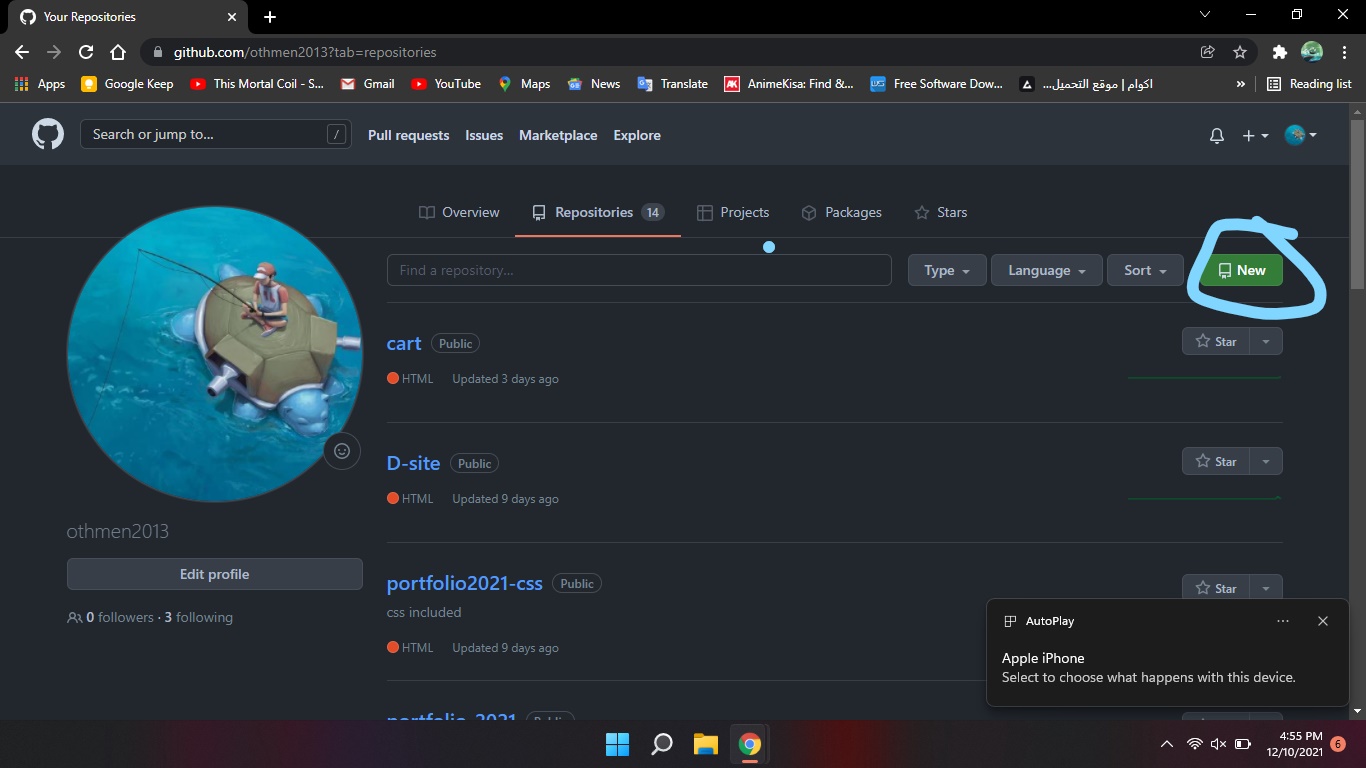 Your Repositories
github.com/othmen2013?tab=repositories
Apps Google Keep This Mortal Coil - S... Gmail YouTube Maps News Translate AnimeKisa: Find &... Free Software Dow... اكوام | موقع التحميل... » Reading list
Search or jump to... / Pull requests Issues Marketplace Explore
Overview Repositories 14 Projects Packages Stars
Find a repository... Type Language Sort New
cart Public Star
HTML Updated 3 days ago
D-site Public Star
HTML Updated 9 days ago
othmen2013
Edit profile
0 followers · 3 following
portfolio2021-css Public Star
css included
HTML Updated 9 days ago
portfolio-2021 Public
AutoPlay
Apple iPhone
Select to choose what happens with this device.
4:55 PM
12/10/2021 6